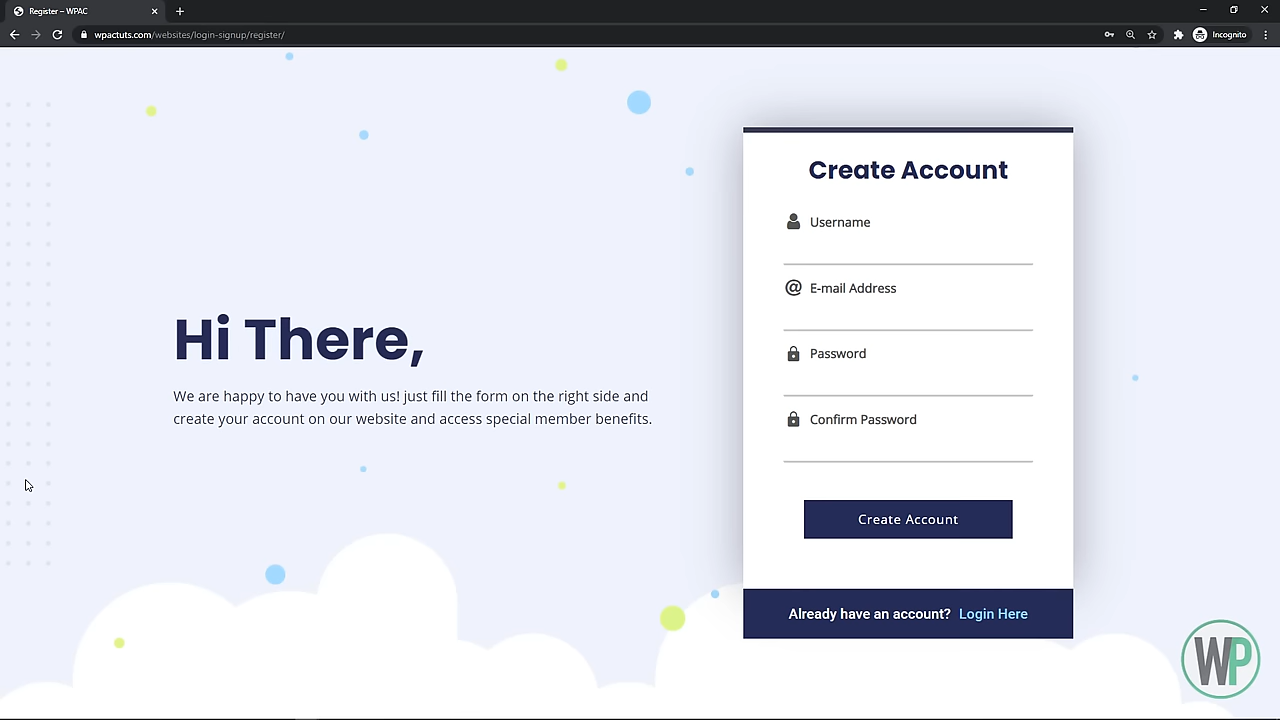 Register – WPAC
wpactuts.com/websites/login-signup/register/
Incognito
Create Account
Username
@ E-mail Address
Hi There,
Password
We are happy to have you with us! just fill the form on the right side and
create your account on our website and access special member benefits.
Confirm Password
Create Account
Already have an account? Login Here
WP